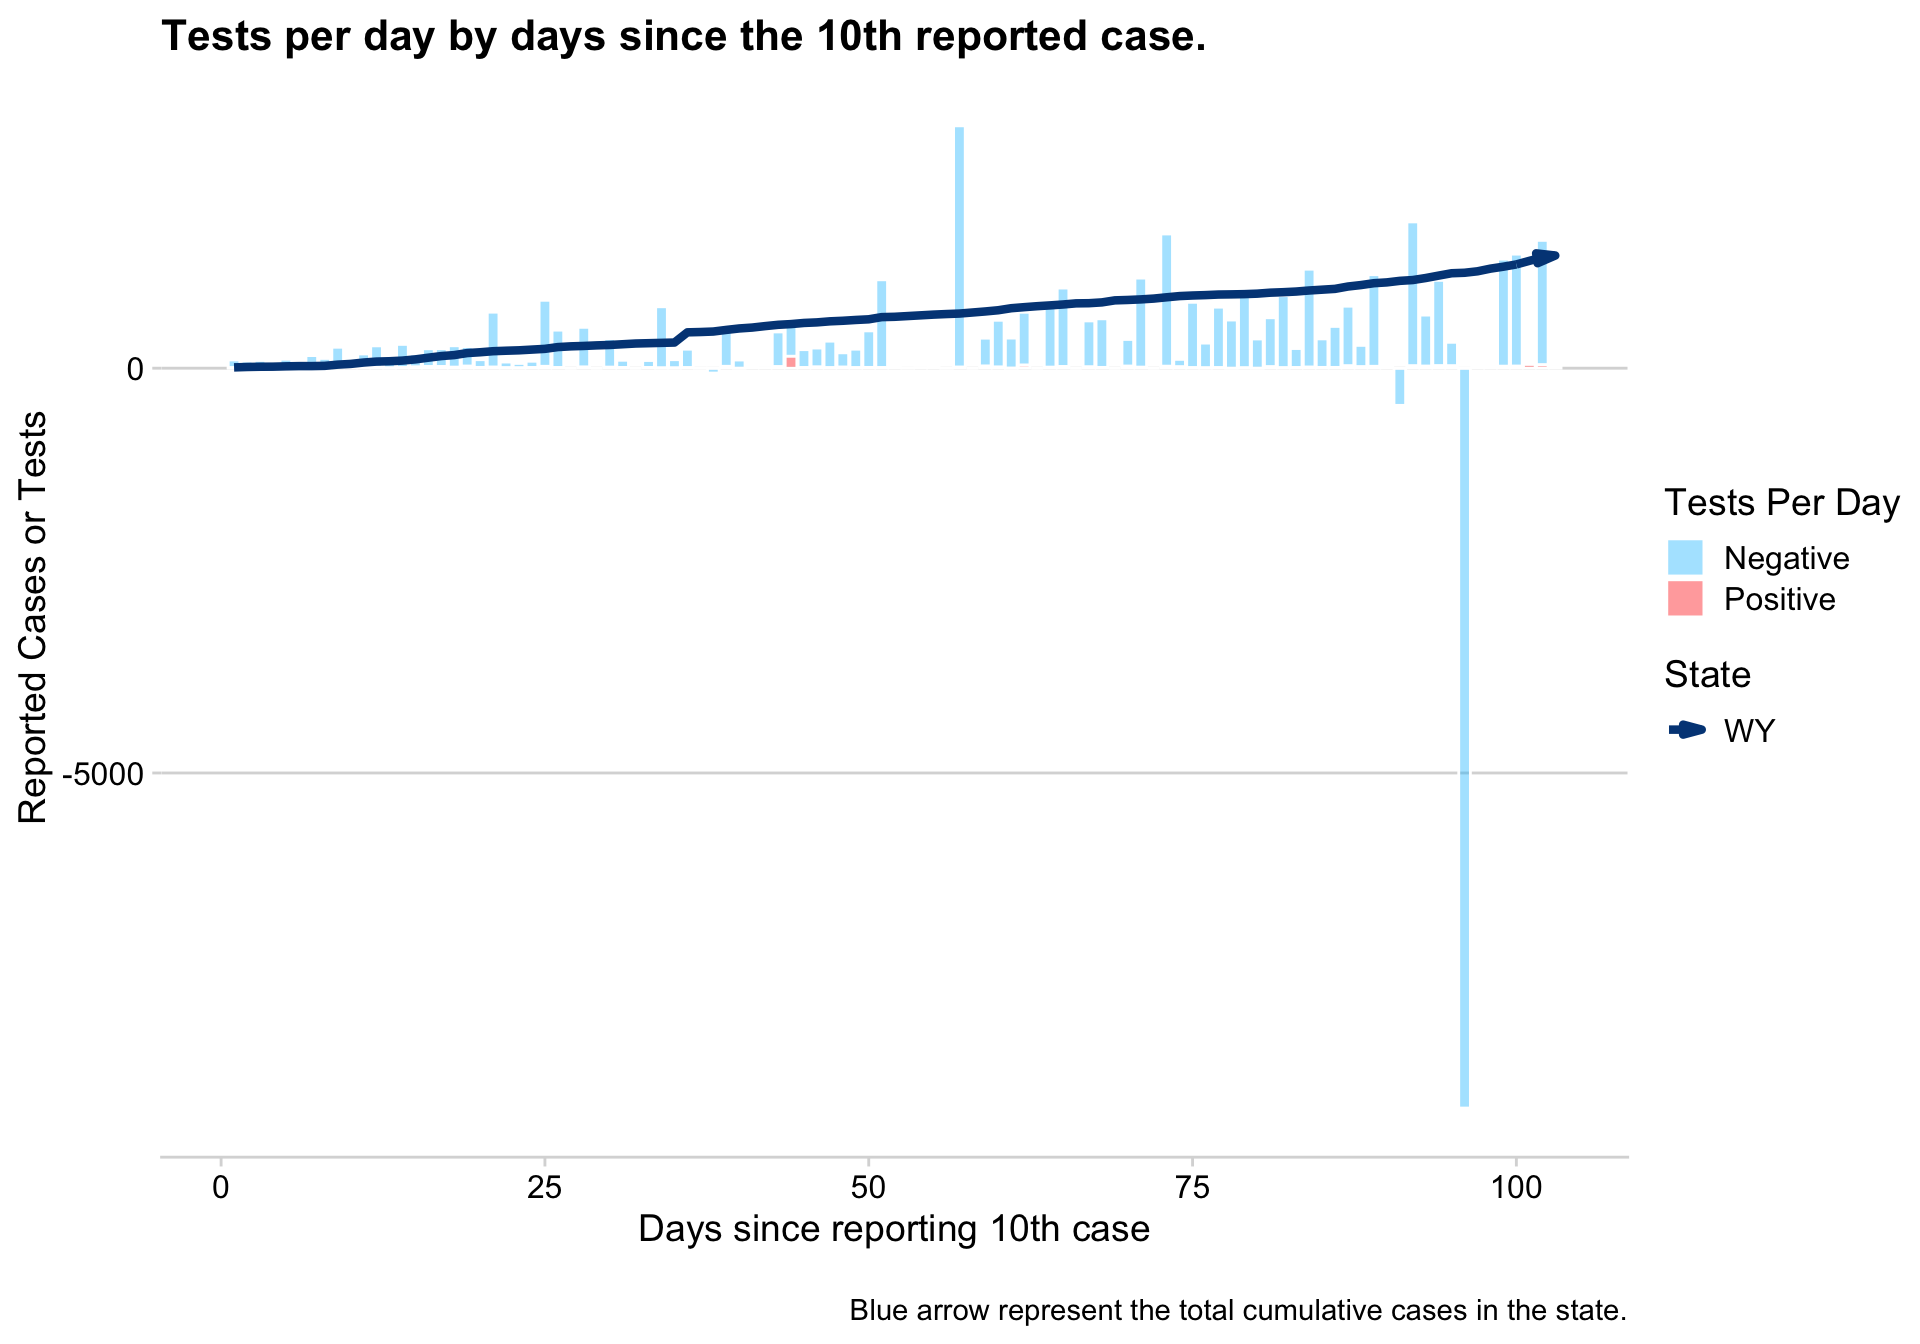 Tests per day by days since the 10th reported case.
Reported Cases or Tests
0
-5000
0 25 50 75 100
Days since reporting 10th case
Tests Per Day
Negative
Positive
State
WY
Blue arrow represent the total cumulative cases in the state.